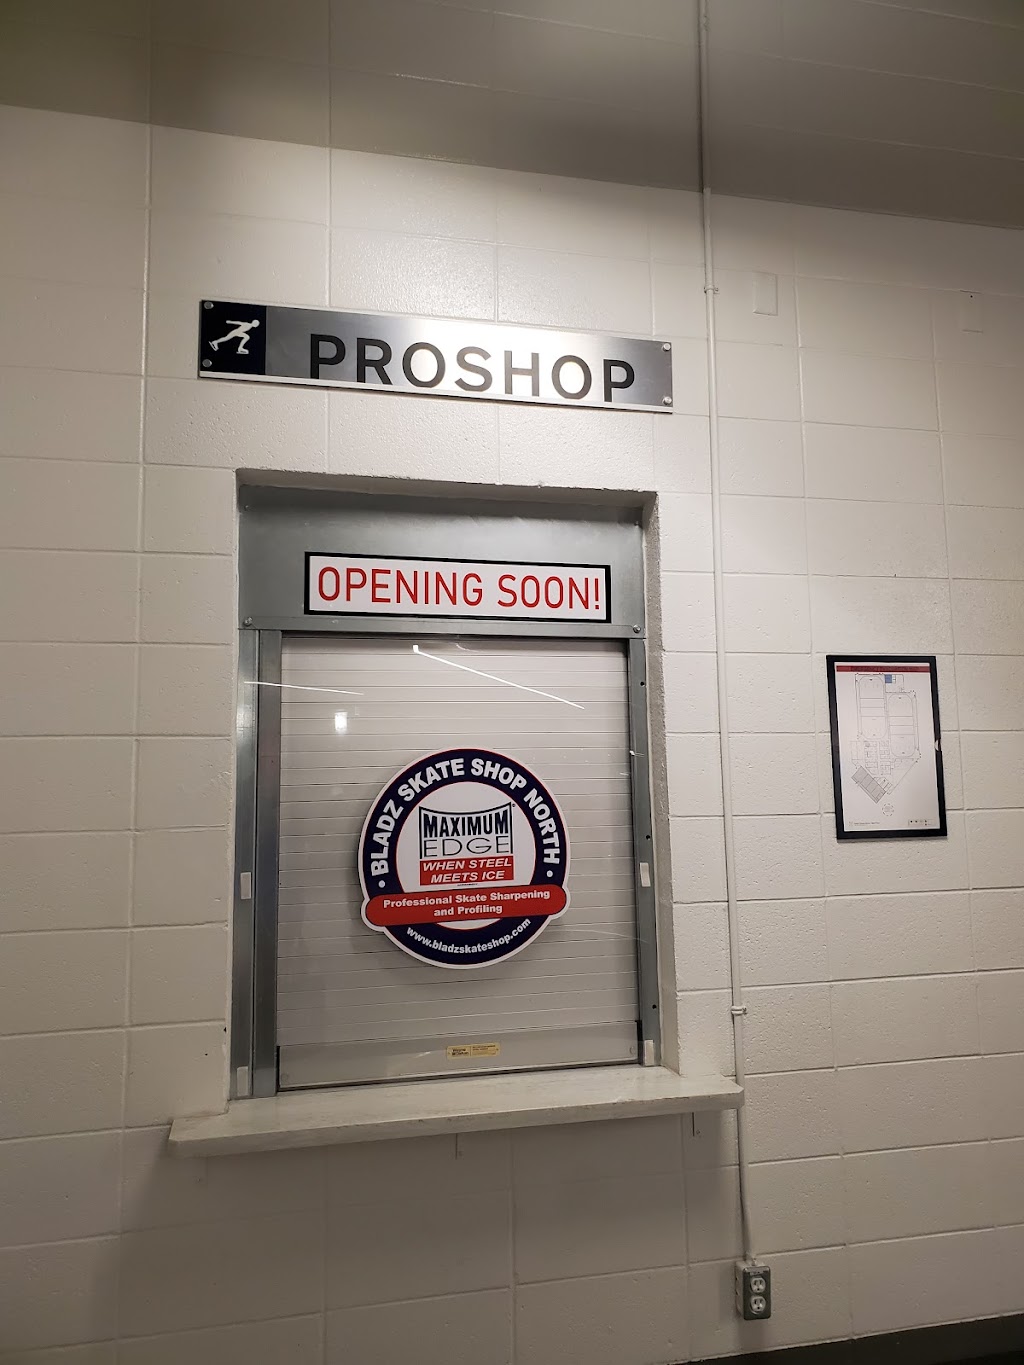 PROSHOP
OPENING SOON!
• BLADZ SKATE SHOP NORTH •
MAXIMUM
EDGE
WHEN STEEL
MEETS ICE
Professional Skate Sharpening
and Profiling
www.bladzskateshop.com